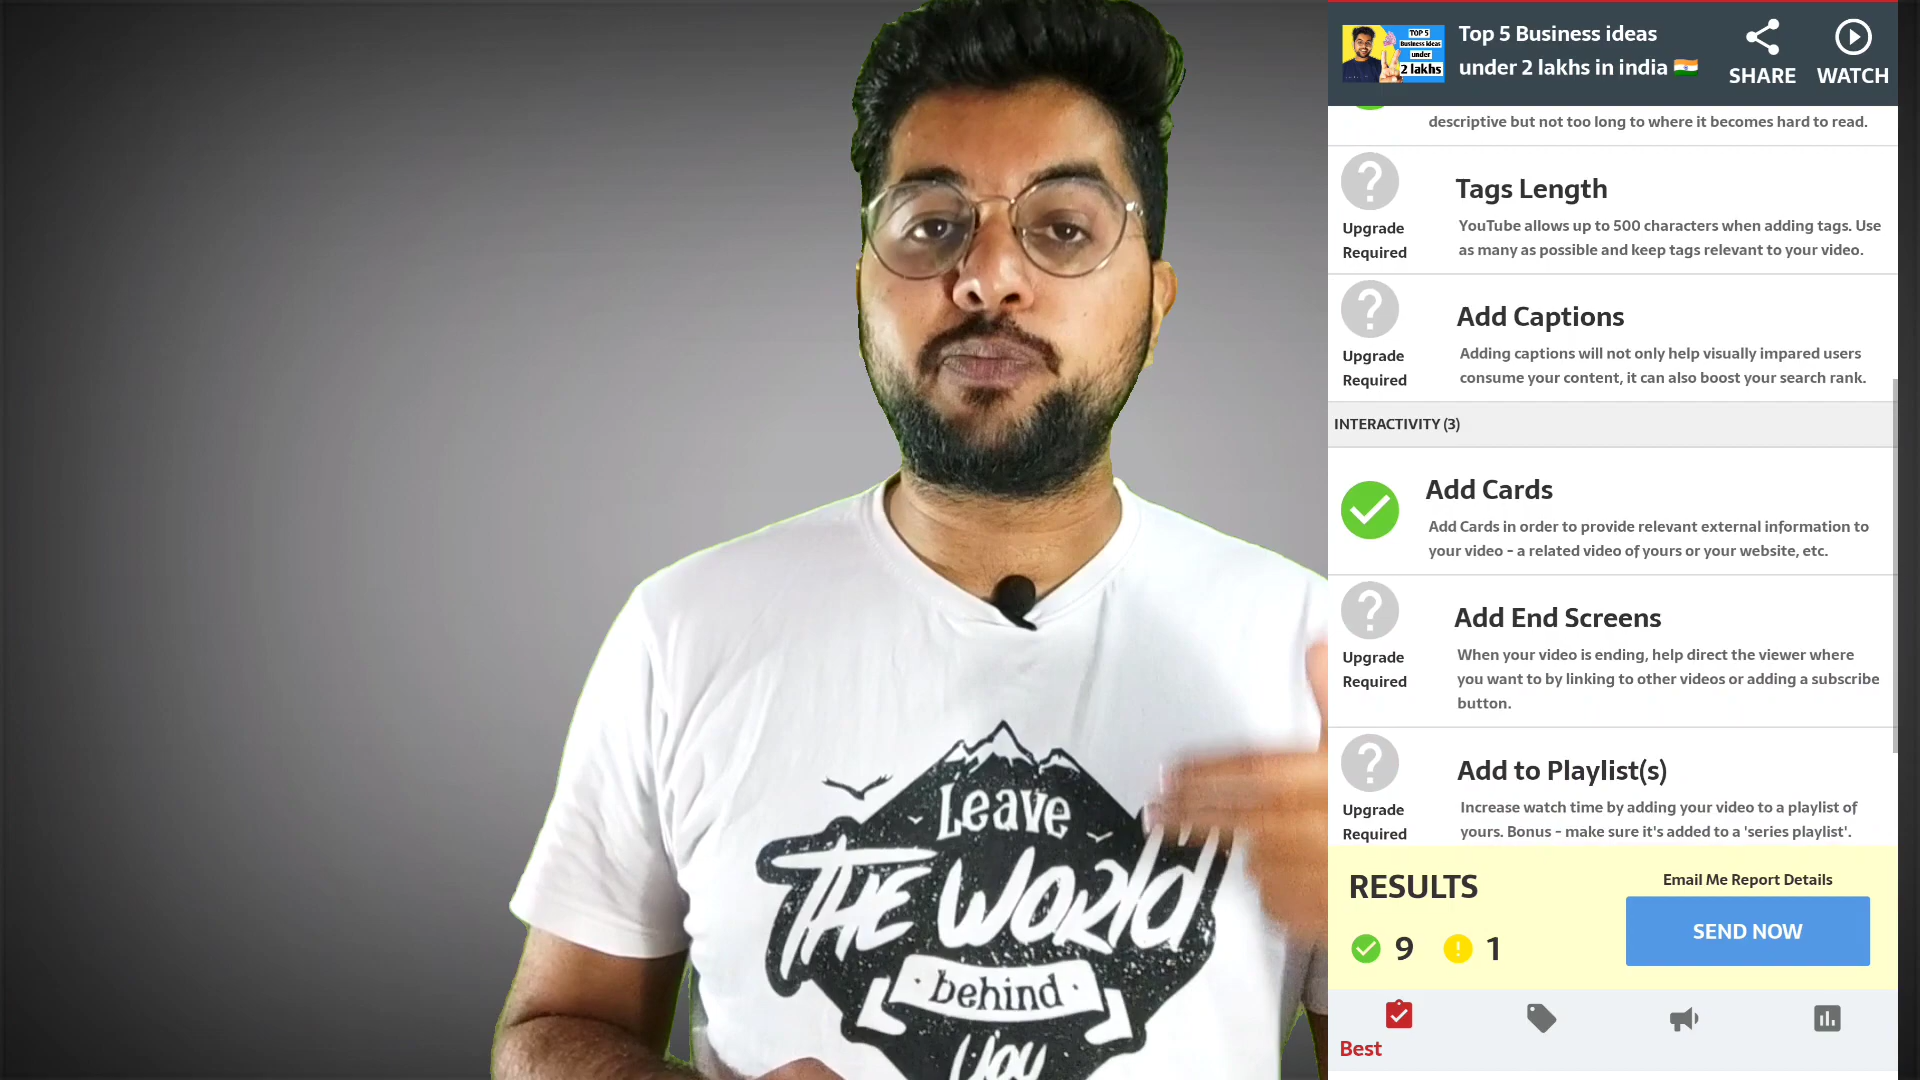 TOP 5
Business ideas
under
2 lakhs
Top 5 Business ideas
under 2 lakhs in india
SHARE
WATCH
descriptive but not too long to where it becomes hard to read.
Upgrade
Required
Tags Length
YouTube allows up to 500 characters when adding tags. Use
as many as possible and keep tags relevant to your video.
Upgrade
Required
Add Captions
Adding captions will not only help visually impared users
consume your content, it can also boost your search rank.
INTERACTIVITY (3)
Add Cards
Add Cards in order to provide relevant external information to
your video - a related video of yours or your website, etc.
Upgrade
Required
Add End Screens
When your video is ending, help direct the viewer where
you want to by linking to other videos or adding a subscribe
button.
Upgrade
Required
Add to Playlist(s)
Increase watch time by adding your video to a playlist of
yours. Bonus - make sure it's added to a 'series playlist'.
RESULTS
9
1
Email Me Report Details
SEND NOW
Best
Leave
THE WORLD
behind
you